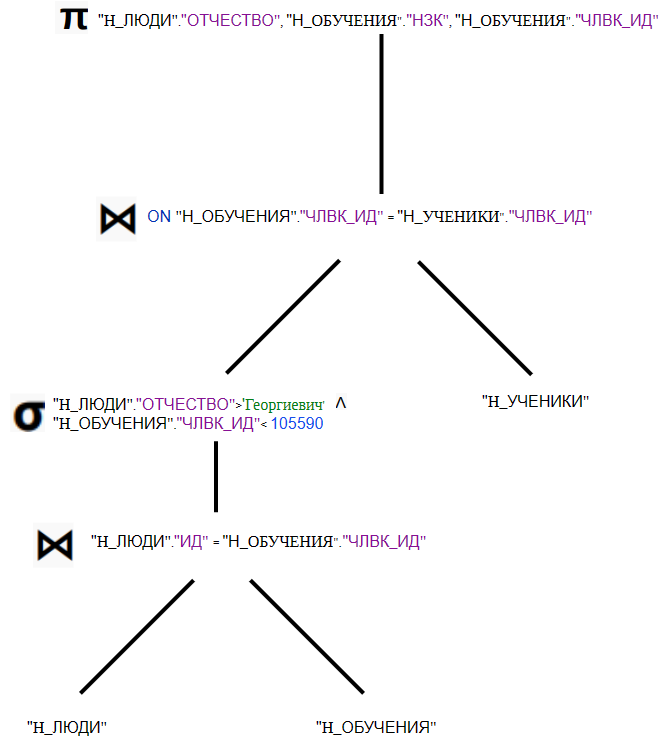 π "Н_ЛЮДИ"."ОТЧЕСТВО", "Н_ОБУЧЕНИЯ"."НЗК", "Н_ОБУЧЕНИЯ"."ЧЛВК_ИД"
⋈ ON "Н_ОБУЧЕНИЯ"."ЧЛВК_ИД" = "Н_УЧЕНИКИ"."ЧЛВК_ИД"
σ "Н_ЛЮДИ"."ОТЧЕСТВО">'Георгиевич' ^
"Н_ОБУЧЕНИЯ"."ЧЛВК_ИД"< 105590
"Н_УЧЕНИКИ"
⋈ "Н_ЛЮДИ"."ИД" = "Н_ОБУЧЕНИЯ"."ЧЛВК_ИД"
"Н_ЛЮДИ"
"Н_ОБУЧЕНИЯ"